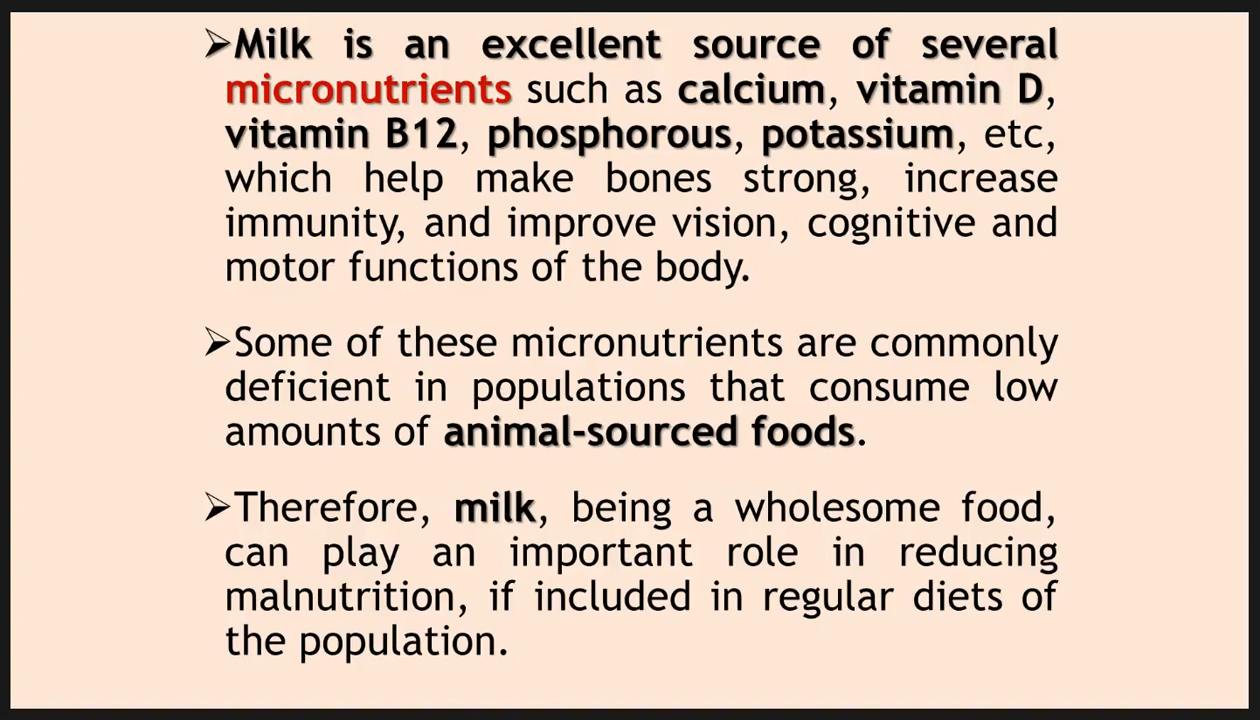 ➢Milk is an excellent source of several
micronutrients such as calcium, vitamin D,
vitamin B12, phosphorous, potassium, etc,
which help make bones strong, increase
immunity, and improve vision, cognitive and
motor functions of the body.
➢Some of these micronutrients are commonly
deficient in populations that consume low
amounts of animal-sourced foods.
➢Therefore, milk, being a wholesome food,
can play an important role in reducing
malnutrition, if included in regular diets of
the population.